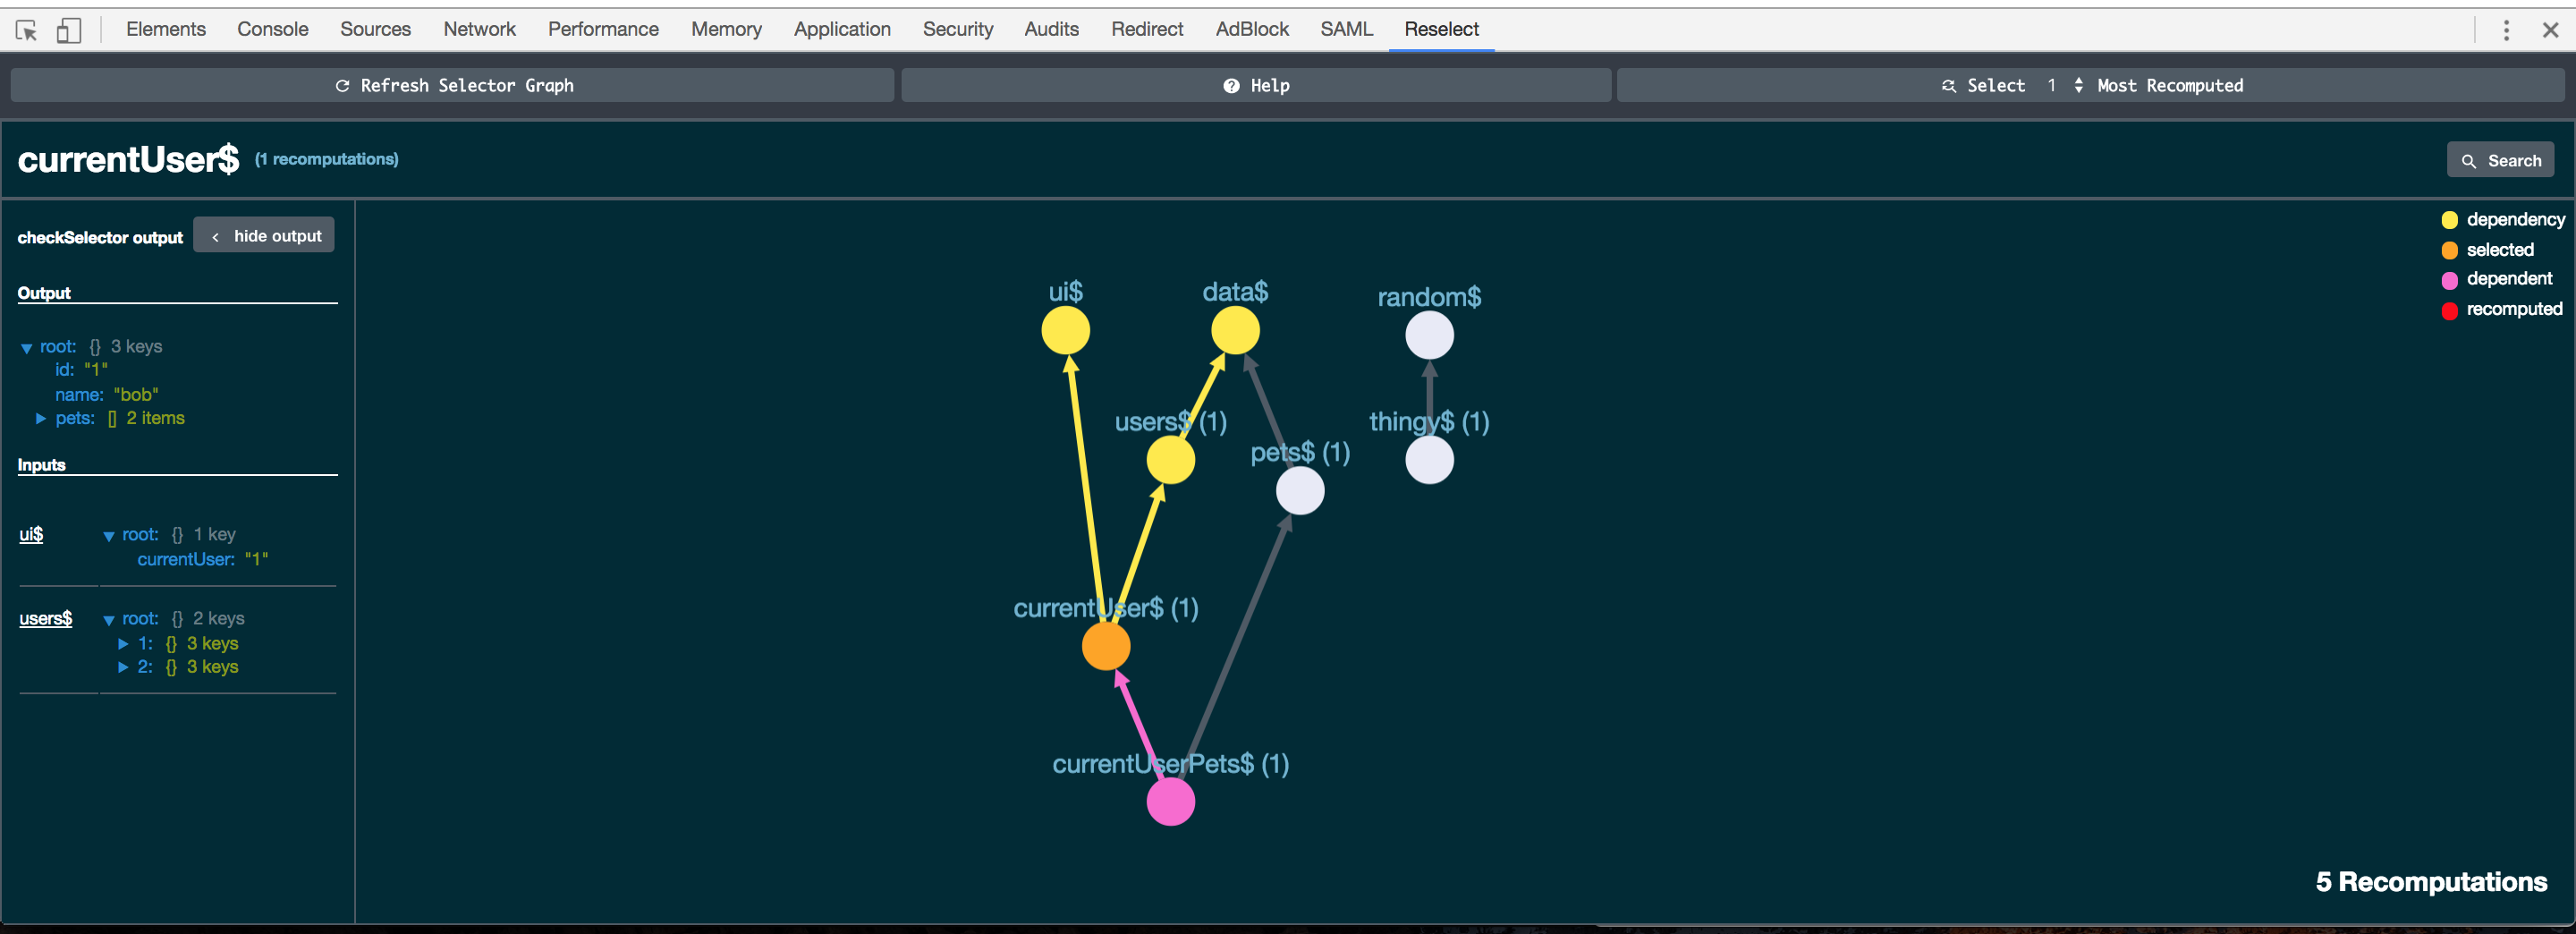 Elements Console Sources Network Performance Memory Application Security Audits Redirect AdBlock SAML Reselect
Refresh Selector Graph
Help
Select 1 Most Recomputed
currentUser$ (1 recomputations)
Search
checkSelector output
hide output
Output
root: {} 3 keys
id: "1"
name: "bob"
pets: [] 2 items
Inputs
ui$
root: {} 1 key
currentUser: "1"
users$
root: {} 2 keys
1: {} 3 keys
2: {} 3 keys
ui$
data$
random$
users$ (1)
thingy$ (1)
pets$ (1)
currentUser$ (1)
currentUserPets$ (1)
dependency
selected
dependent
recomputed
5 Recomputations